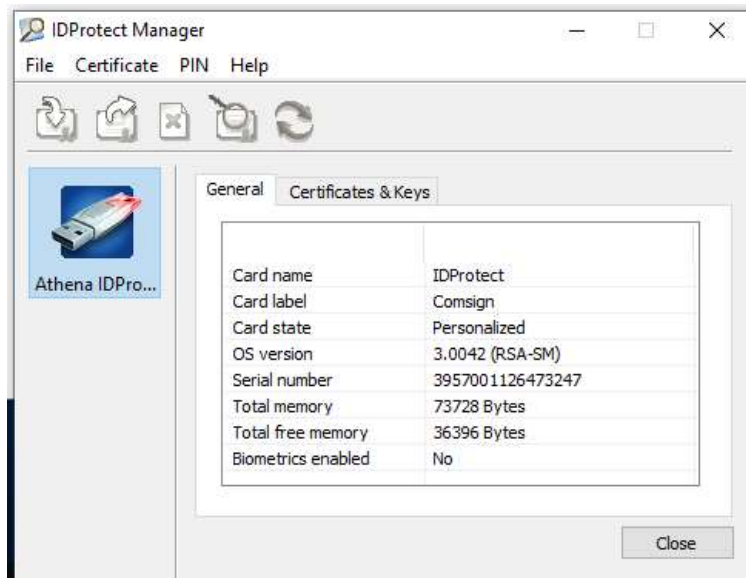 IDProtect Manager
File Certificate PIN Help
General Certificates & Keys
Athena IDPro...
Card name IDProtect
Card label Comsign
Card state Personalized
OS version 3.0042 (RSA-SM)
Serial number 3957001126473247
Total memory 73728 Bytes
Total free memory 36396 Bytes
Biometrics enabled No
Close